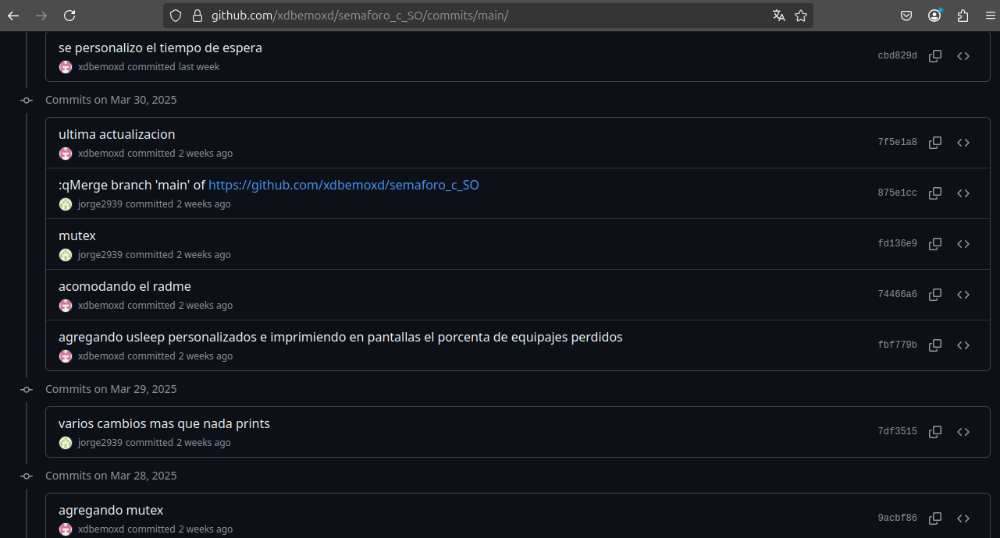 github.com/xdbemoxd/semaforo_c_SO/commits/main/
se personalizo el tiempo de espera
cbd829d
xdbemoxd committed last week
Commits on Mar 30, 2025
ultima actualizacion
7f5e1a8
xdbemoxd committed 2 weeks ago
:qMerge branch 'main' of https://github.com/xdbemoxd/semaforo_c_SO
875e1cc
jorge2939 committed 2 weeks ago
mutex
fd136e9
jorge2939 committed 2 weeks ago
acomodando el radme
74466a6
xdbemoxd committed 2 weeks ago
agregando usleep personalizados e imprimiendo en pantallas el porcenta de equipajes perdidos
fbf779b
xdbemoxd committed 2 weeks ago
Commits on Mar 29, 2025
varios cambios mas que nada prints
7df3515
jorge2939 committed 2 weeks ago
Commits on Mar 28, 2025
agregando mutex
9acbf86
xdbemoxd committed 2 weeks ago